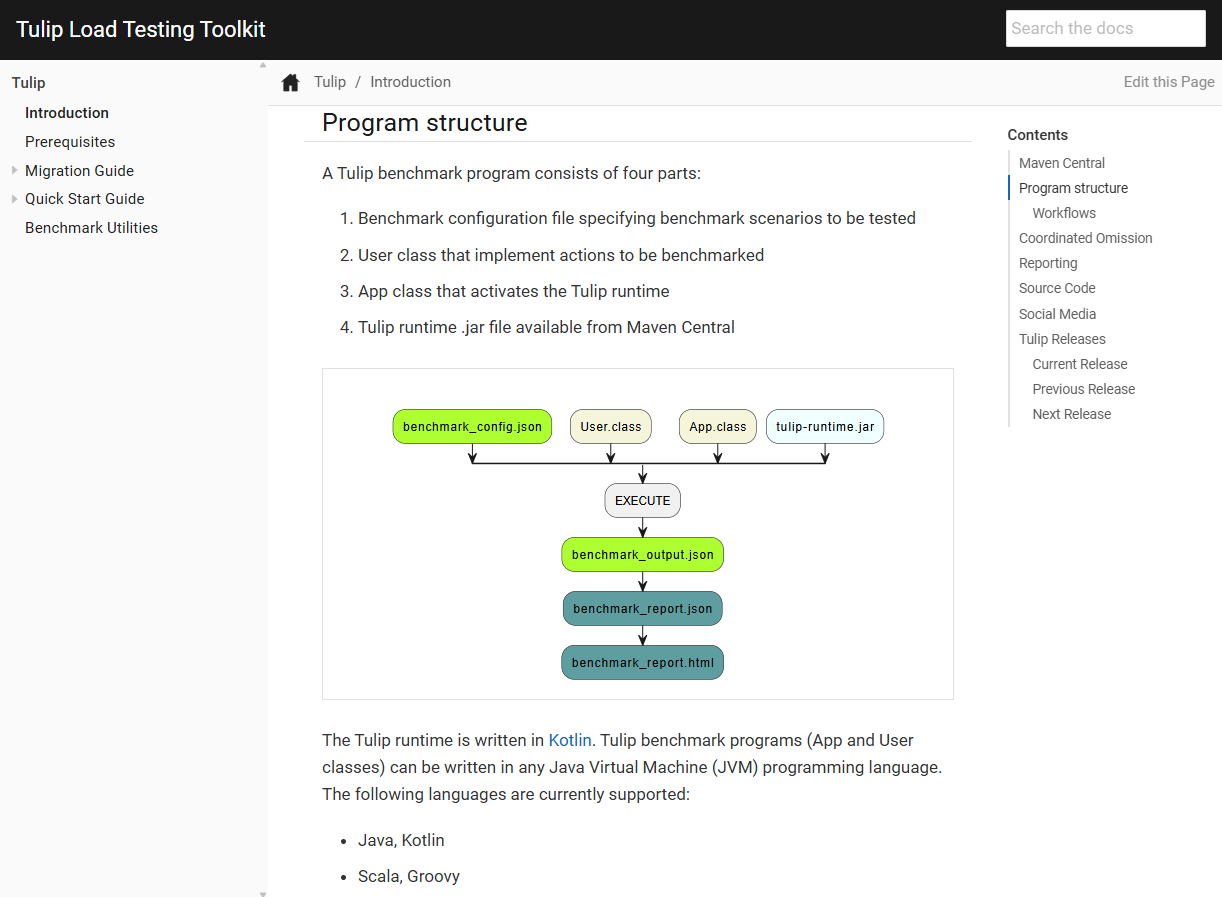 Tulip Load Testing Toolkit
Search the docs
Tulip
Introduction
Prerequisites
Migration Guide
Quick Start Guide
Benchmark Utilities
Tulip / Introduction
Edit this Page
Program structure
A Tulip benchmark program consists of four parts:
1. Benchmark configuration file specifying benchmark scenarios to be tested
2. User class that implement actions to be benchmarked
3. App class that activates the Tulip runtime
4. Tulip runtime .jar file available from Maven Central
benchmark_config.json
User.class
App.class
tulip-runtime.jar
EXECUTE
benchmark_output.json
benchmark_report.json
benchmark_report.html
The Tulip runtime is written in Kotlin. Tulip benchmark programs (App and User
classes) can be written in any Java Virtual Machine (JVM) programming language.
The following languages are currently supported:
• Java, Kotlin
• Scala, Groovy
Contents
Maven Central
Program structure
Workflows
Coordinated Omission
Reporting
Source Code
Social Media
Tulip Releases
Current Release
Previous Release
Next Release